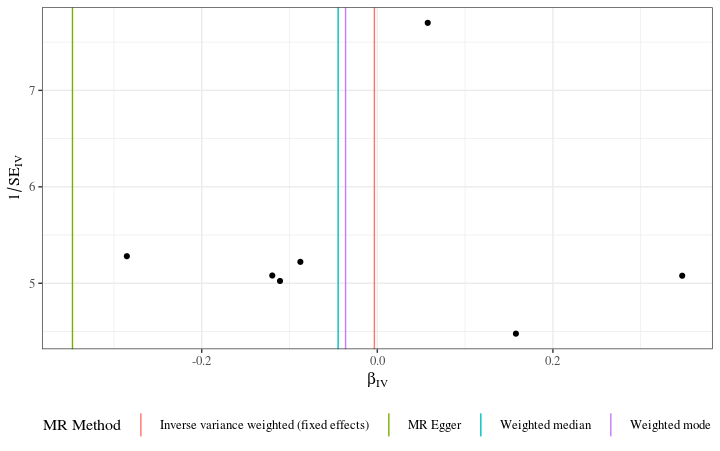 7
6
5
1/SE_IV
-0.2
0.0
0.2
β_IV
MR Method
Inverse variance weighted (fixed effects)
MR Egger
Weighted median
Weighted mode